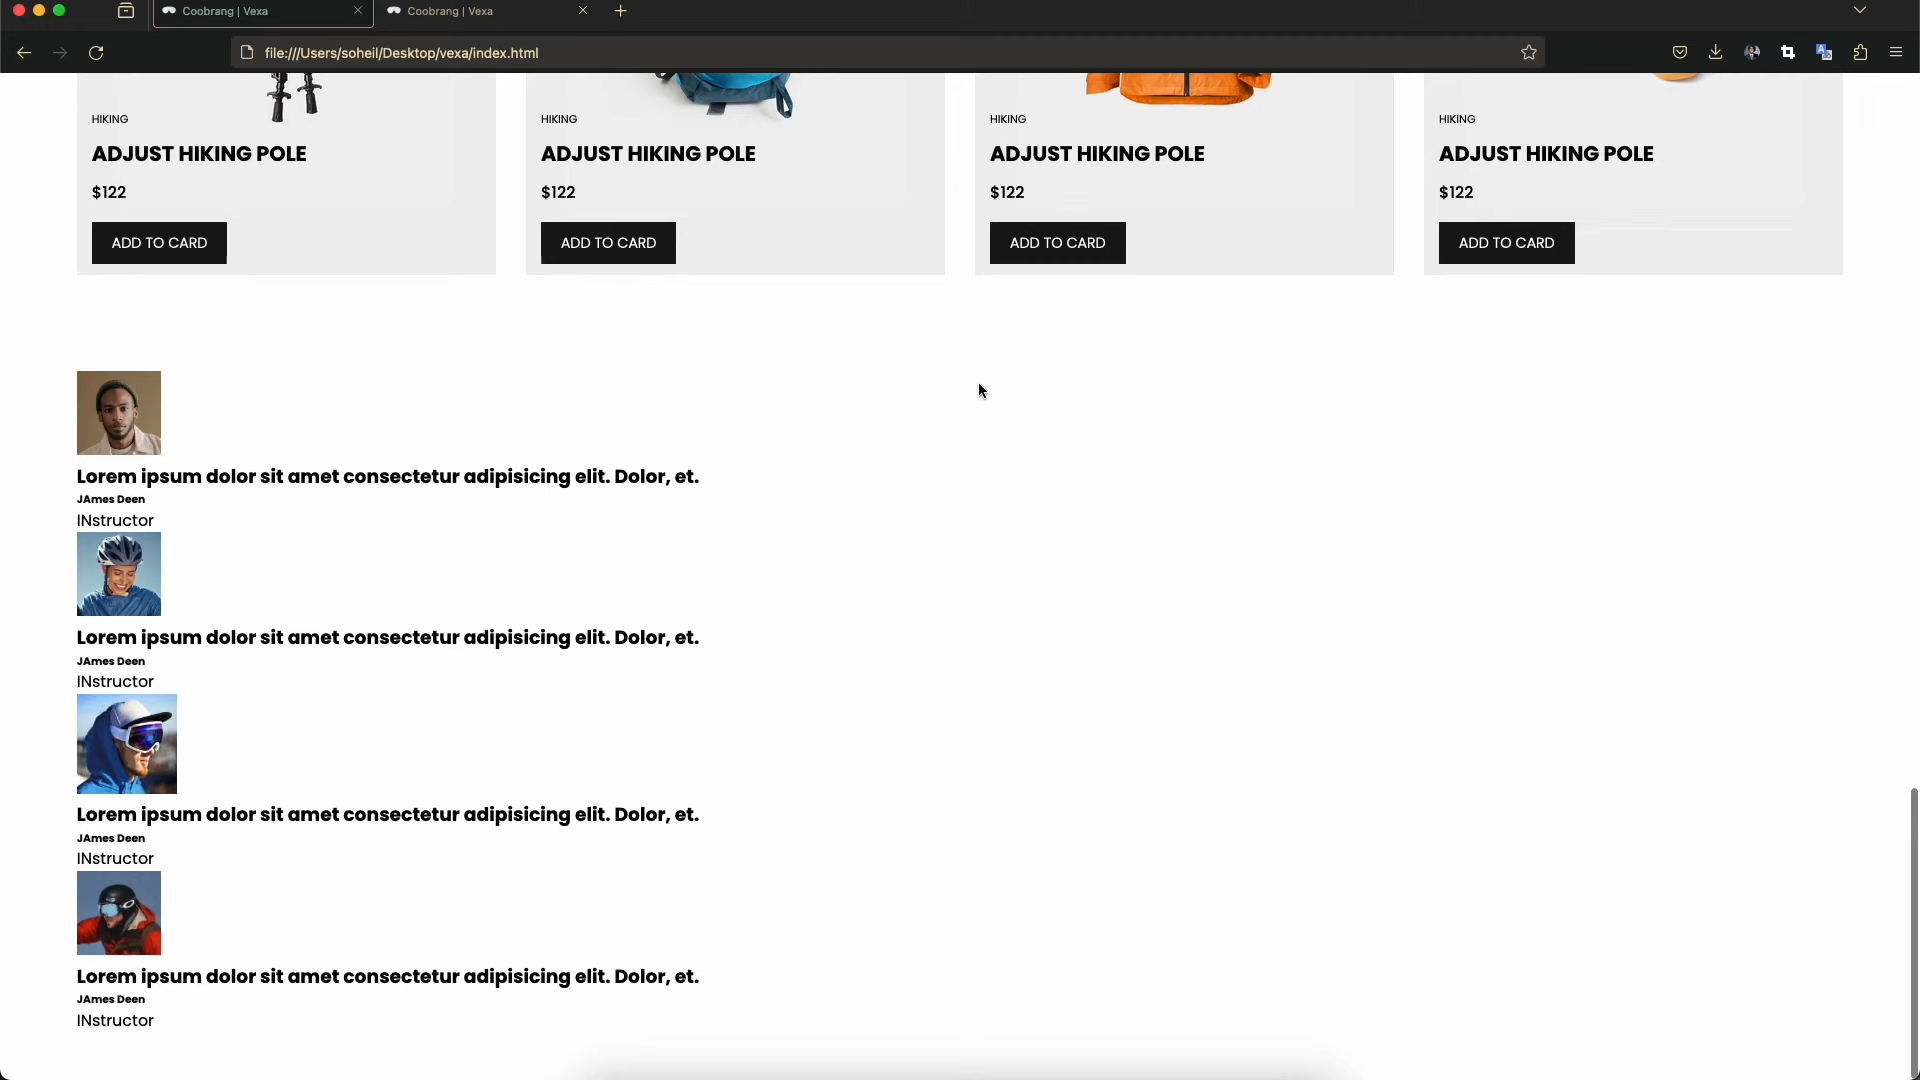 Coobrang | Vexa
Coobrang | Vexa
file:///Users/soheil/Desktop/vexa/index.html
HIKING
ADJUST HIKING POLE
$122
ADD TO CARD
HIKING
ADJUST HIKING POLE
$122
ADD TO CARD
HIKING
ADJUST HIKING POLE
$122
ADD TO CARD
HIKING
ADJUST HIKING POLE
$122
ADD TO CARD
Lorem ipsum dolor sit amet consectetur adipisicing elit. Dolor, et.
JAmes Deen
INstructor
Lorem ipsum dolor sit amet consectetur adipisicing elit. Dolor, et.
JAmes Deen
INstructor
Lorem ipsum dolor sit amet consectetur adipisicing elit. Dolor, et.
JAmes Deen
INstructor
Lorem ipsum dolor sit amet consectetur adipisicing elit. Dolor, et.
JAmes Deen
INstructor